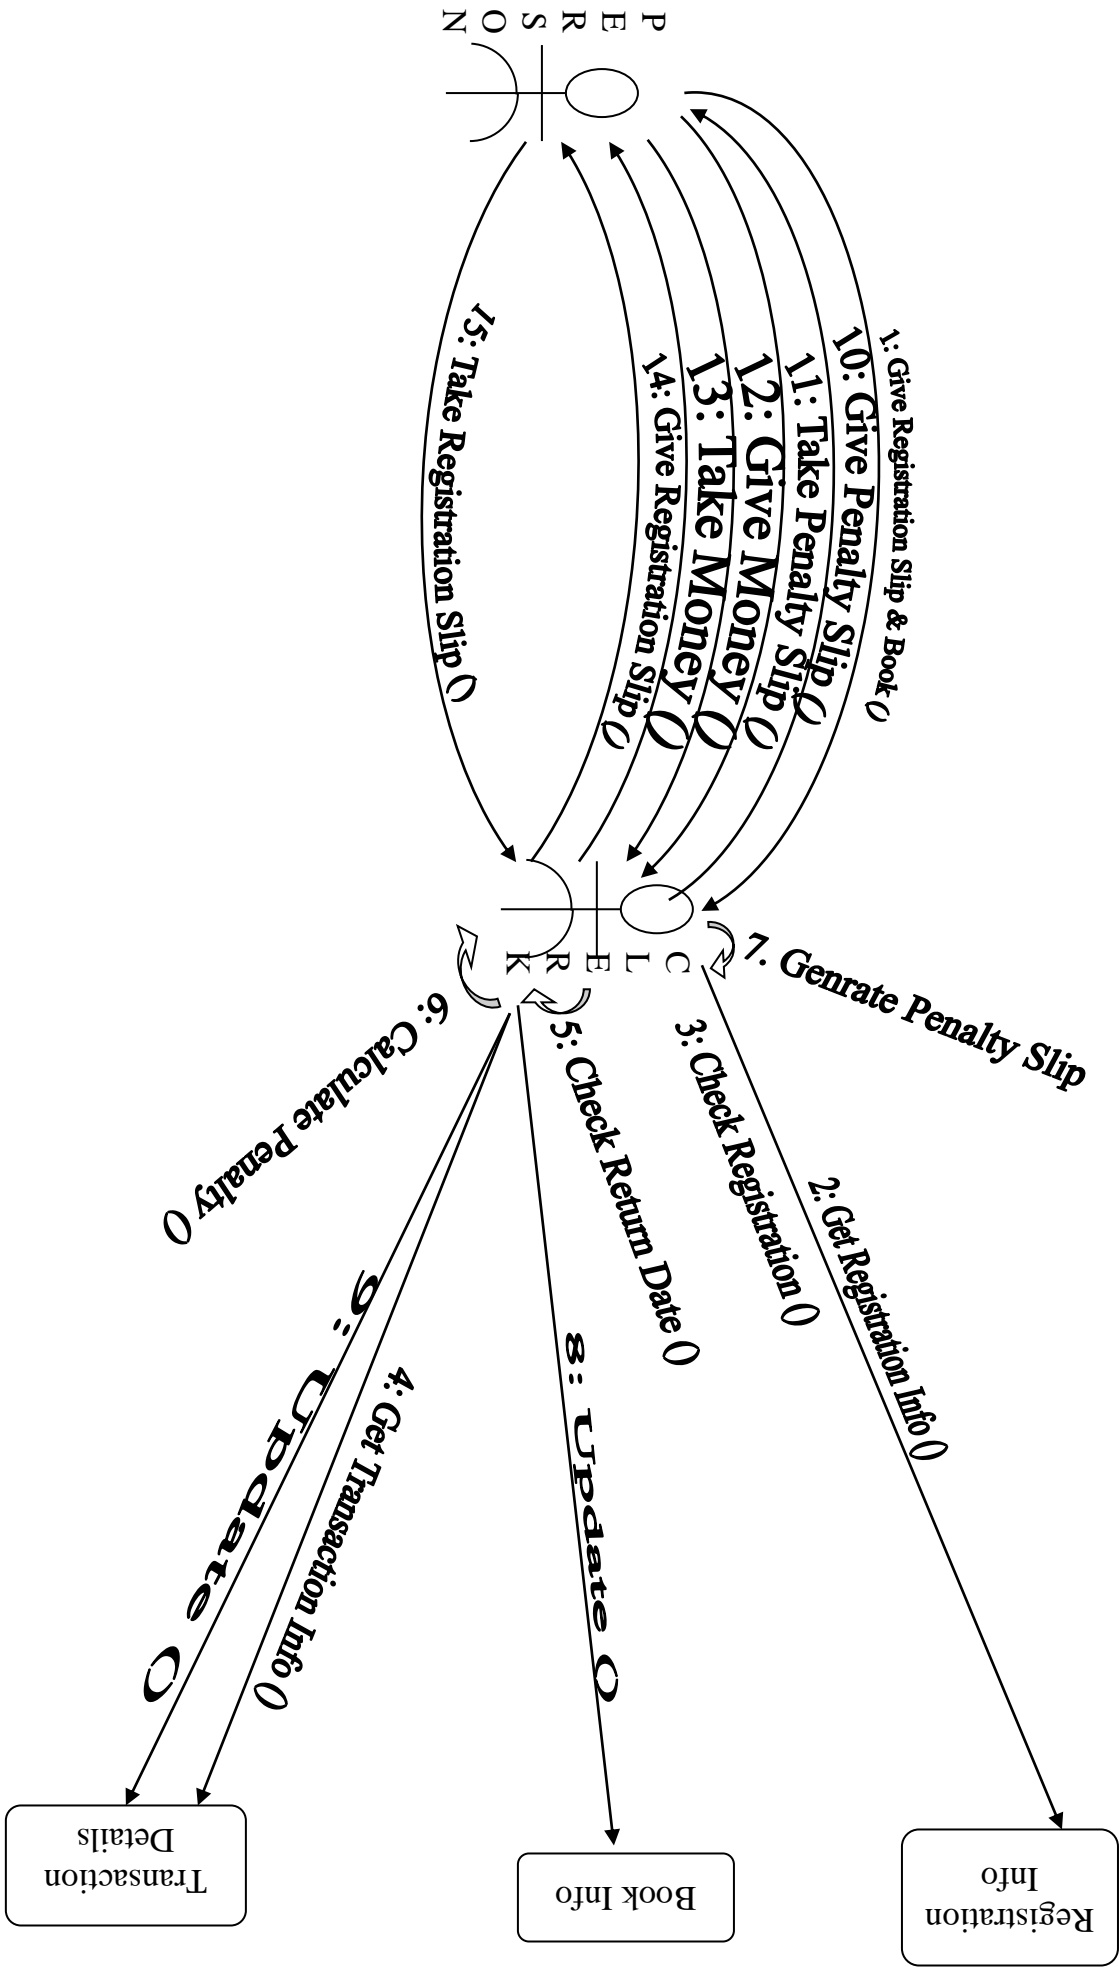 PERSON
1: Give Registration Slip & Book ()
10: Give Penalty Slip ()
11: Take Penalty Slip ()
12: Give Money ()
13: Take Money ()
14: Give Registration Slip ()
15: Take Registration Slip ()
CLERK
7. Genrate Penalty Slip
2: Get Registration Info ()
3: Check Registration ()
5: Check Return Date ()
8: Update ()
6: Calculate Penalty ()
4: Get Transaction Info ()
9: Update ()
Registration
Info
Book Info
Transaction
Details